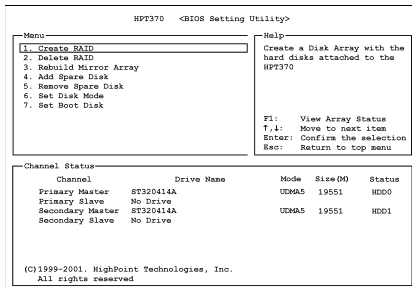 HPT370 <BIOS Setting Utility>
Menu
1. Create RAID
2. Delete RAID
3. Rebuild Mirror Array
4. Add Spare Disk
5. Remove Spare Disk
6. Set Disk Mode
7. Set Boot Disk
Help
Create a Disk Array with the
hard disks attached to the
HPT370
F1: View Array Status
↑,↓: Move to next item
Enter: Confirm the selection
Esc: Return to top menu
Channel Status
Channel Drive Name Mode Size(M) Status
Primary Master ST320414A UDMA5 19551 HDD0
Primary Slave No Drive
Secondary Master ST320414A UDMA5 19551 HDD1
Secondary Slave No Drive
(C)1999-2001. HighPoint Technologies, Inc.
All rights reserved